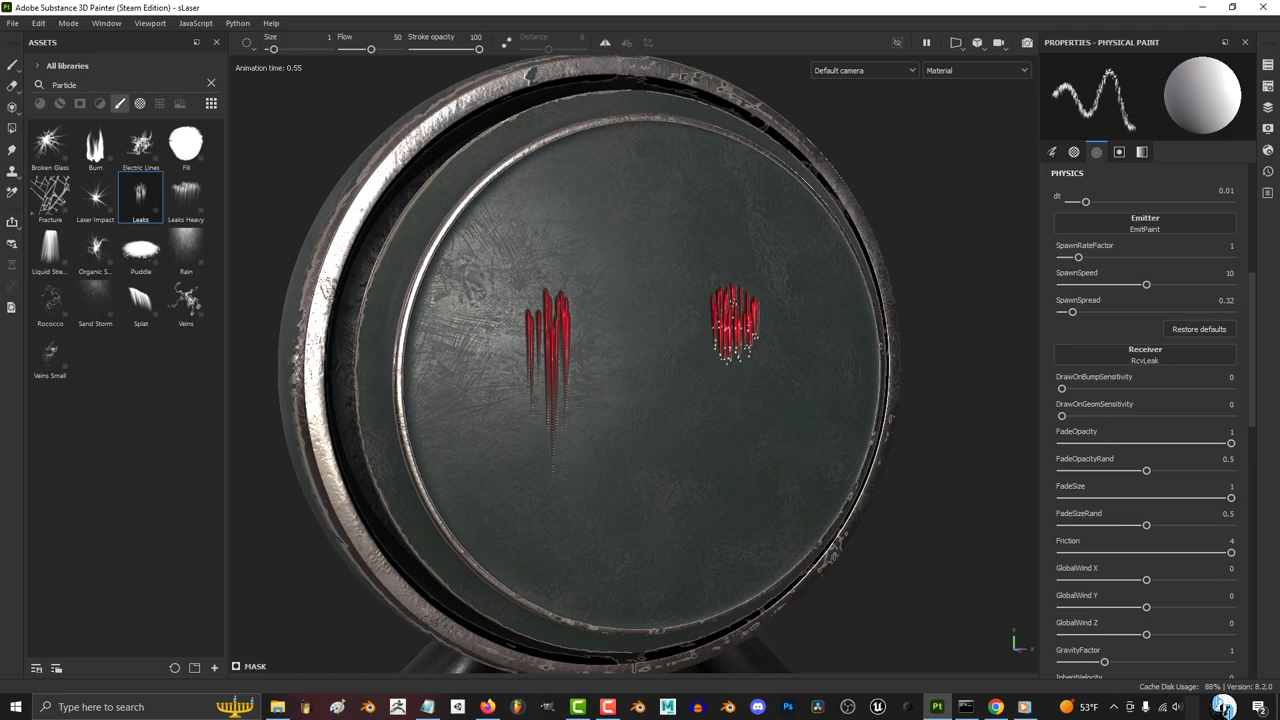 Adobe Substance 3D Painter (Steam Edition) - sLaser
File Edit Mode Window Viewport JavaScript Python Help
ASSETS
Size 1 Flow 50 Stroke opacity 100 Distance 8
PROPERTIES - PHYSICAL PAINT
All libraries
Particle
Animation time: 0.55
Default camera
Material
Broken Glass Burn Electric Lines Fill
Fracture Laser Impact Leaks Leaks Heavy
Liquid Stre... Organic S... Puddle Rain
Rococco Sand Storm Splat Veins
Veins Small
PHYSICS
dt 0.01
Emitter
EmitPaint
SpawnRateFactor 1
SpawnSpeed 10
SpawnSpread 0.32
Restore defaults
Receiver
RcvLeak
DrawOnBumpSensitivity 0
DrawOnGeomSensitivity 0
FadeOpacity 1
FadeOpacityRand 0.5
FadeSize 1
FadeSizeRand 0.5
Friction 4
GlobalWind X 0
GlobalWind Y 0
GlobalWind Z 0
GravityFactor 1
InheritVelocity 0
MASK
Y
X
Cache Disk Usage: 88% | Version: 8.2.0
Type here to search
53°F